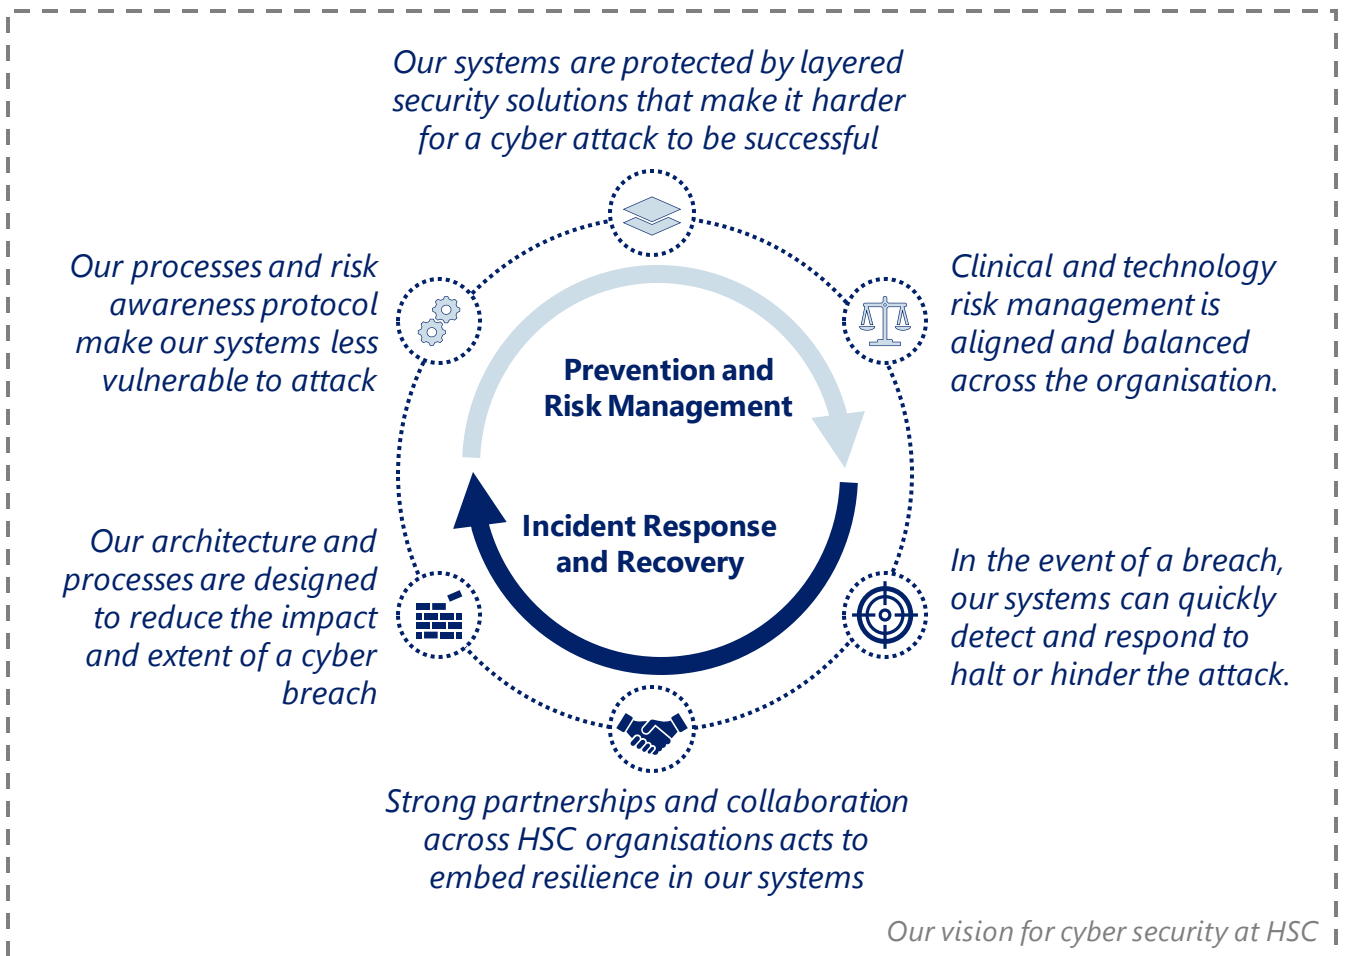 Our systems are protected by layered
security solutions that make it harder
for a cyber attack to be successful
Our processes and risk
awareness protocol
make our systems less
vulnerable to attack
Clinical and technology
risk management is
aligned and balanced
across the organisation.
Prevention and
Risk Management
Incident Response
and Recovery
Our architecture and
processes are designed
to reduce the impact
and extent of a cyber
breach
In the event of a breach,
our systems can quickly
detect and respond to
halt or hinder the attack.
Strong partnerships and collaboration
across HSC organisations acts to
embed resilience in our systems
Our vision for cyber security at HSC